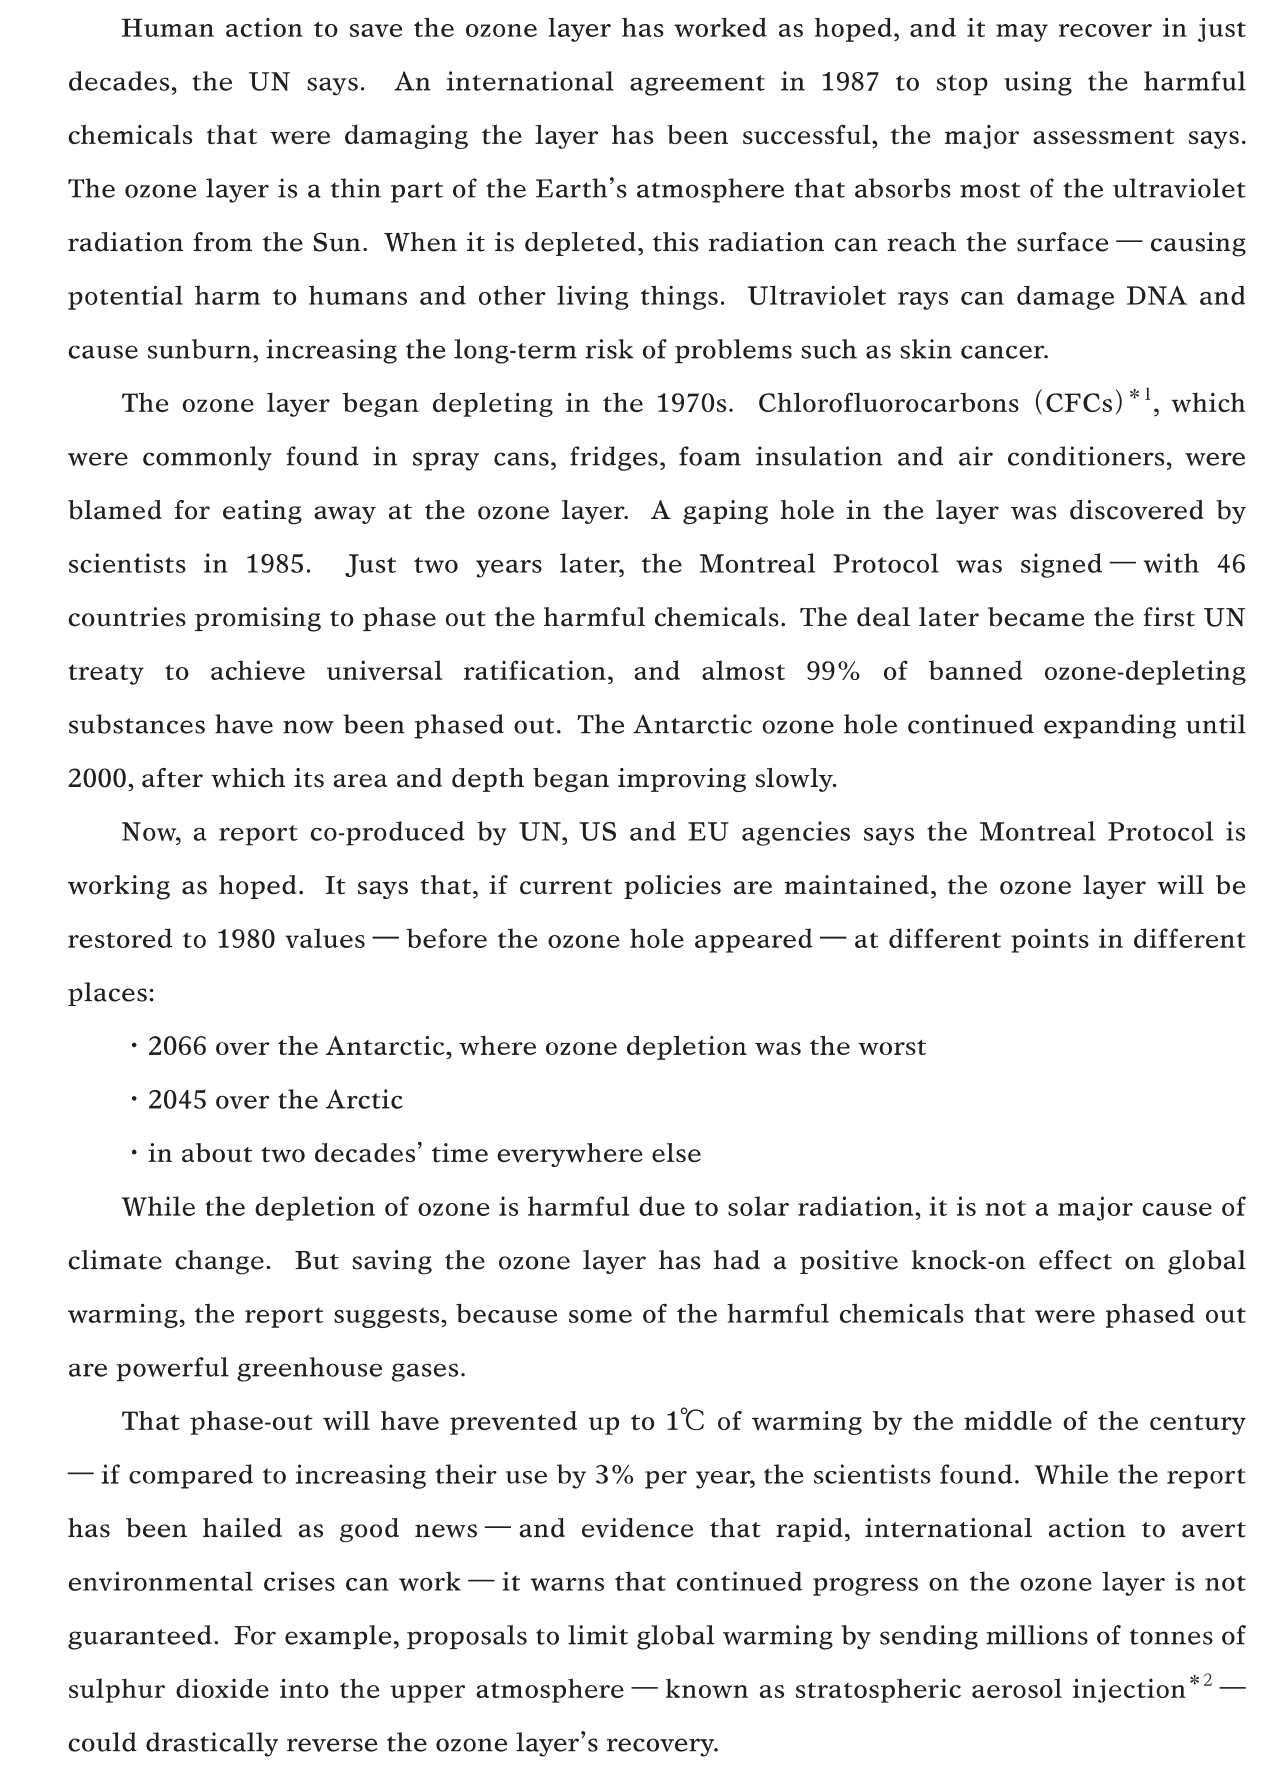 Human action to save the ozone layer has worked as hoped, and it may recover in just
decades, the UN says. An international agreement in 1987 to stop using the harmful
chemicals that were damaging the layer has been successful, the major assessment says.
The ozone layer is a thin part of the Earth’s atmosphere that absorbs most of the ultraviolet
radiation from the Sun. When it is depleted, this radiation can reach the surface — causing
potential harm to humans and other living things. Ultraviolet rays can damage DNA and
cause sunburn, increasing the long-term risk of problems such as skin cancer.
The ozone layer began depleting in the 1970s. Chlorofluorocarbons (CFCs)*1, which
were commonly found in spray cans, fridges, foam insulation and air conditioners, were
blamed for eating away at the ozone layer. A gaping hole in the layer was discovered by
scientists in 1985. Just two years later, the Montreal Protocol was signed — with 46
countries promising to phase out the harmful chemicals. The deal later became the first UN
treaty to achieve universal ratification, and almost 99% of banned ozone-depleting
substances have now been phased out. The Antarctic ozone hole continued expanding until
2000, after which its area and depth began improving slowly.
Now, a report co-produced by UN, US and EU agencies says the Montreal Protocol is
working as hoped. It says that, if current policies are maintained, the ozone layer will be
restored to 1980 values — before the ozone hole appeared — at different points in different
places:
・2066 over the Antarctic, where ozone depletion was the worst
・2045 over the Arctic
・in about two decades’ time everywhere else
While the depletion of ozone is harmful due to solar radiation, it is not a major cause of
climate change. But saving the ozone layer has had a positive knock-on effect on global
warming, the report suggests, because some of the harmful chemicals that were phased out
are powerful greenhouse gases.
That phase-out will have prevented up to 1℃ of warming by the middle of the century
— if compared to increasing their use by 3% per year, the scientists found. While the report
has been hailed as good news — and evidence that rapid, international action to avert
environmental crises can work — it warns that continued progress on the ozone layer is not
guaranteed. For example, proposals to limit global warming by sending millions of tonnes of
sulphur dioxide into the upper atmosphere — known as stratospheric aerosol injection*2 —
could drastically reverse the ozone layer’s recovery.